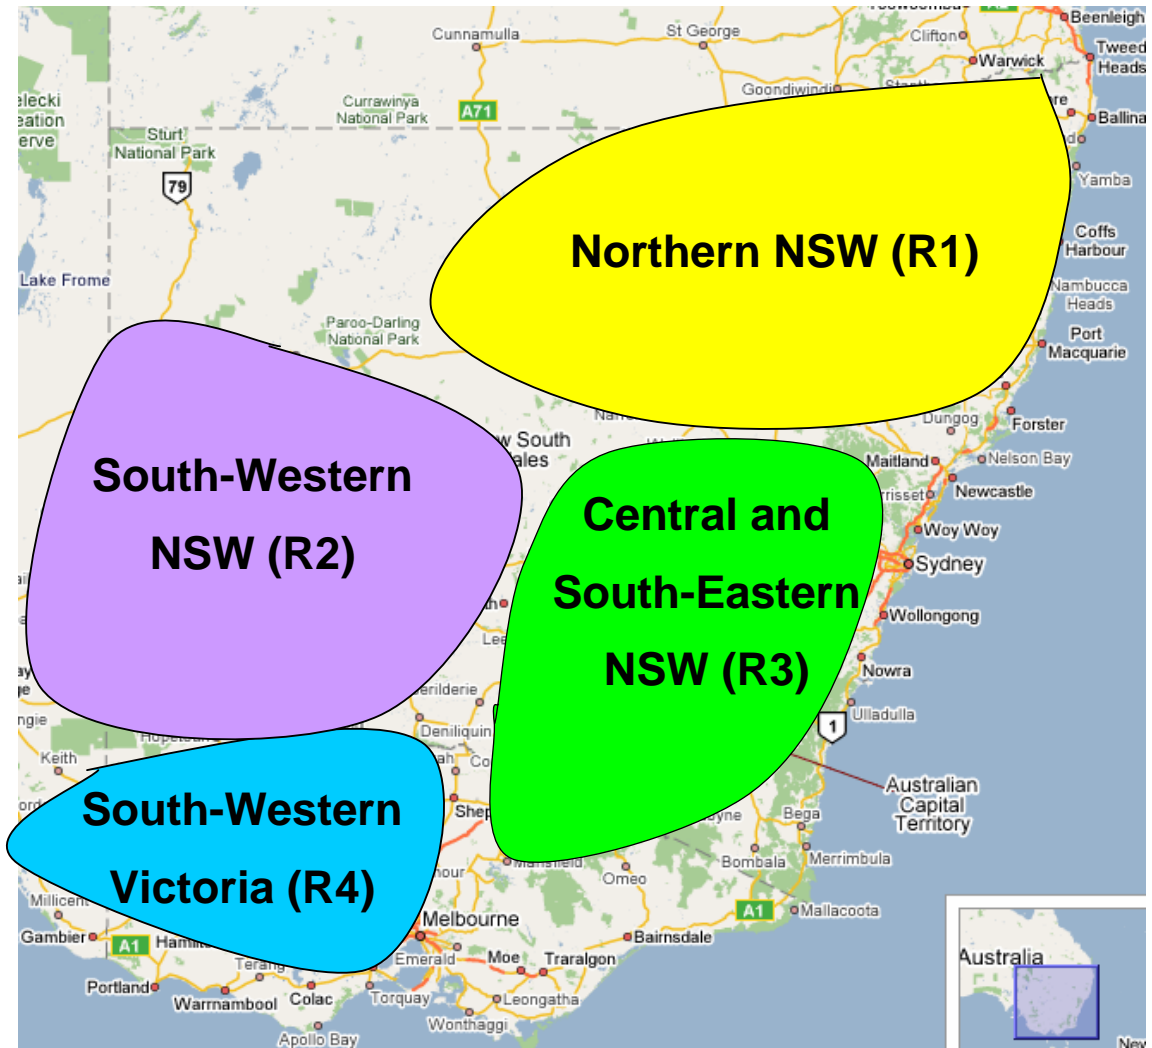 Beenleigh
Cunnamulla
St George
Clifton
Tweed
Heads
Warwick
Goondiwindi
Currawinya
National Park
A71
Ballina
Sturt
National Park
79
Yamba
Northern NSW (R1)
Coffs
Harbour
Lake Frome
Nambucca
Heads
Paroo-Darling
National Park
Port
Macquarie
Dungog
Forster
South-Western
NSW (R2)
Maitland
Nelson Bay
Newcastle
Central and
South-Eastern
NSW (R3)
Woy Woy
Sydney
Wollongong
Nowra
Ulladulla
1
Deniliquin
Keith
Australian
Capital
Territory
South-Western
Victoria (R4)
Bega
Merrimbula
Bombala
Mansfield
Omeo
Millicent
A1
Mallacoota
Melbourne
Gambier
A1
Bairnsdale
Emerald
Moe
Traralgon
Terang
Portland
Warrnambool
Colac
Torquay
Leongatha
Wonthaggi
Apollo Bay
Australia